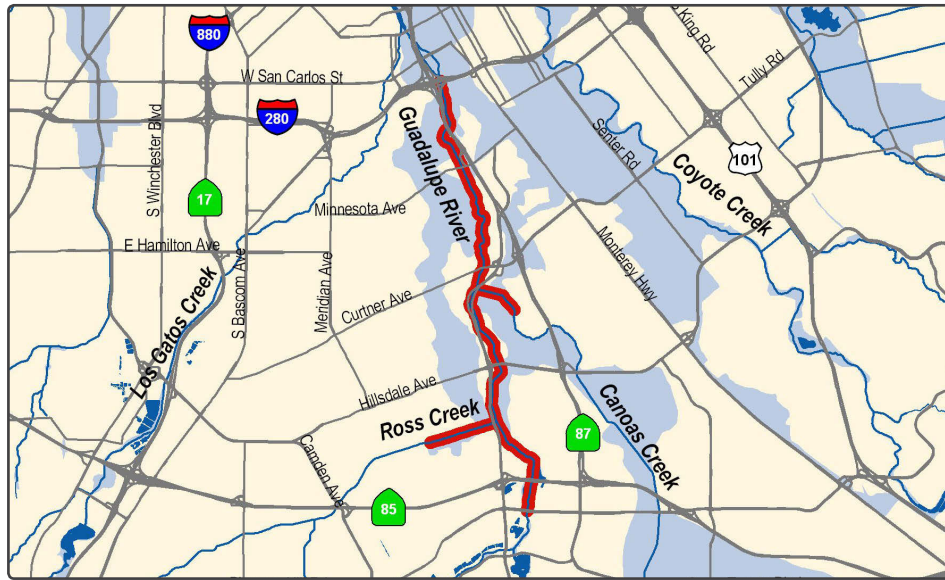 880
W San Carlos St
280
S King Rd
Tully Rd
S Winchester Blvd
Guadalupe River
Senter Rd
101
Coyote Creek
17
Minnesota Ave
E Hamilton Ave
Los Gatos Creek
S Bascom Ave
Meridian Ave
Monterey Hwy
Curtner Ave
Hillsdale Ave
Ross Creek
Canoas Creek
87
Camden Ave
85